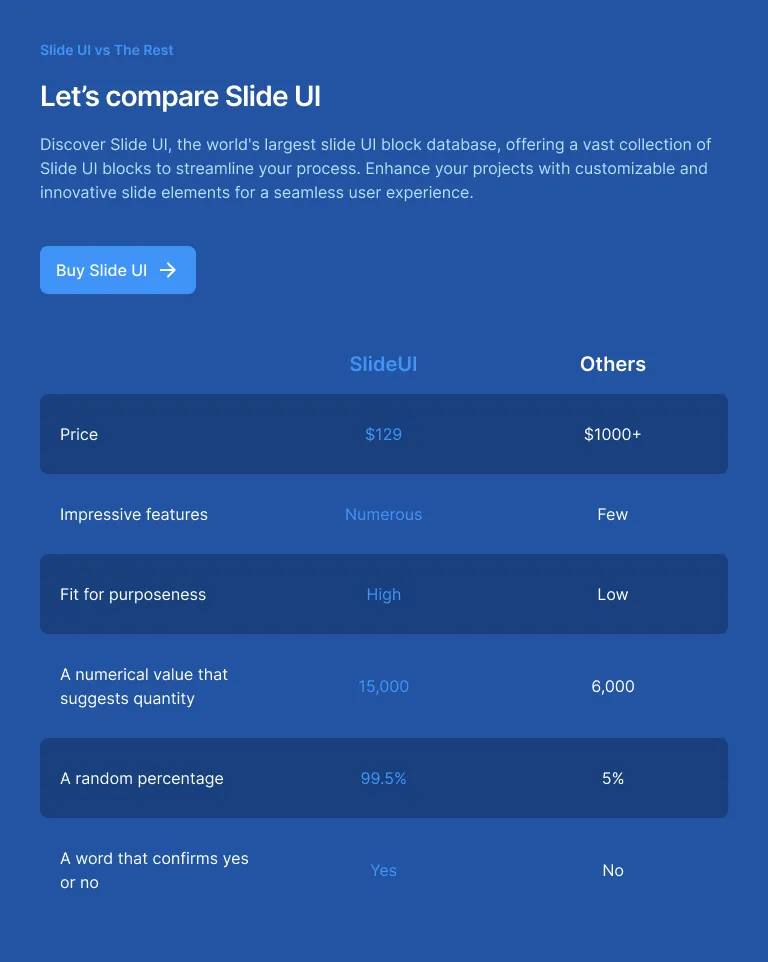 Slide UI vs The Rest
Let’s compare Slide UI
Discover Slide UI, the world's largest slide UI block database, offering a vast collection of
Slide UI blocks to streamline your process. Enhance your projects with customizable and
innovative slide elements for a seamless user experience.
Buy Slide UI
SlideUI Others
Price $129 $1000+
Impressive features Numerous Few
Fit for purposeness High Low
A numerical value that
suggests quantity 15,000 6,000
A random percentage 99.5% 5%
A word that confirms yes
or no Yes No